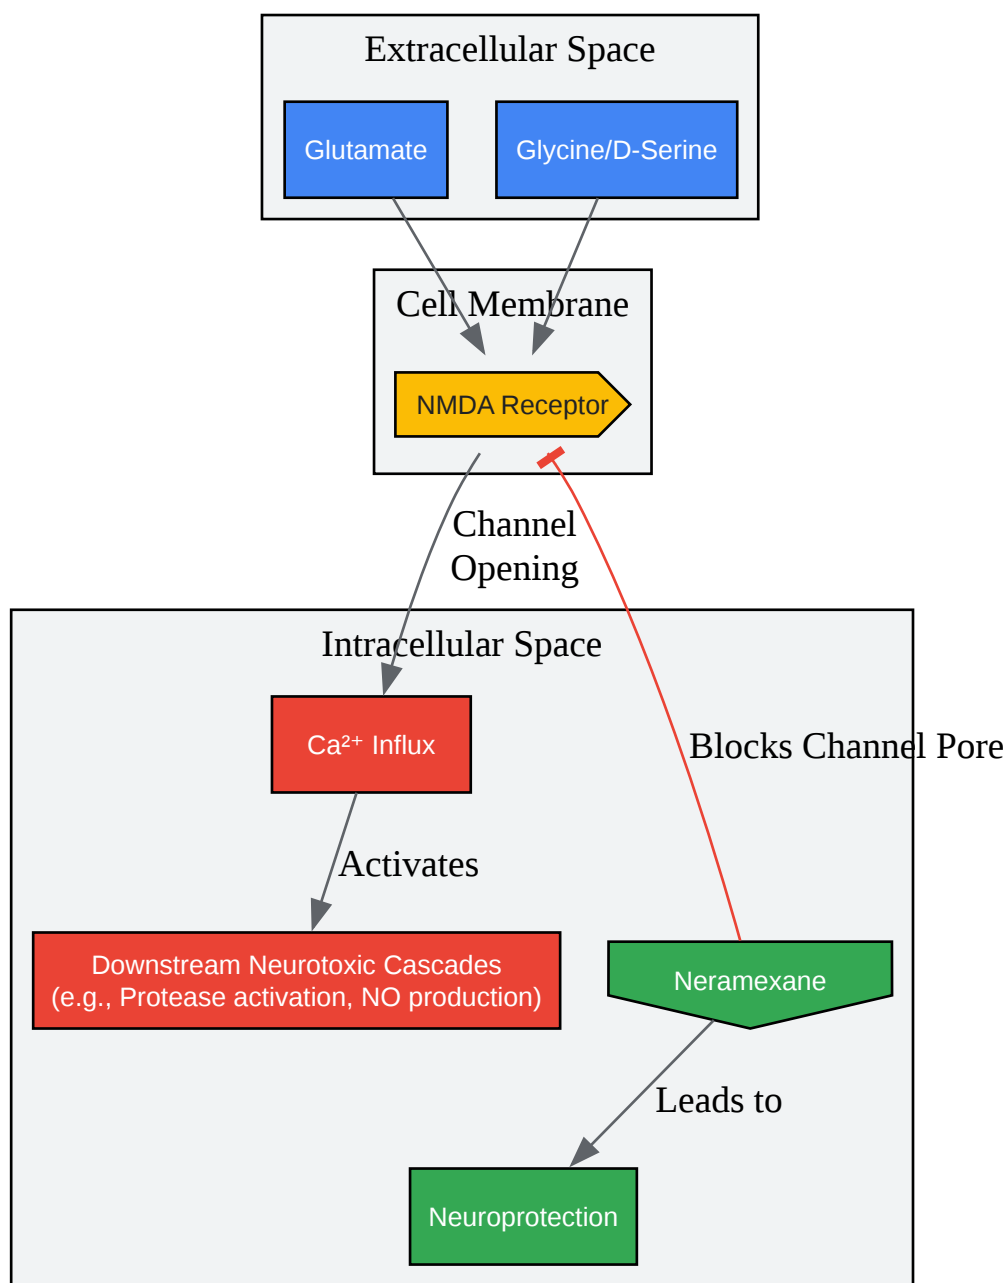 Extracellular Space
Glutamate
Glycine/D-Serine
Cell Membrane
NMDA Receptor
Channel
Opening
Intracellular Space
Ca²⁺ Influx
Blocks Channel Pore
Activates
Downstream Neurotoxic Cascades
(e.g., Protease activation, NO production)
Neramexane
Leads to
Neuroprotection